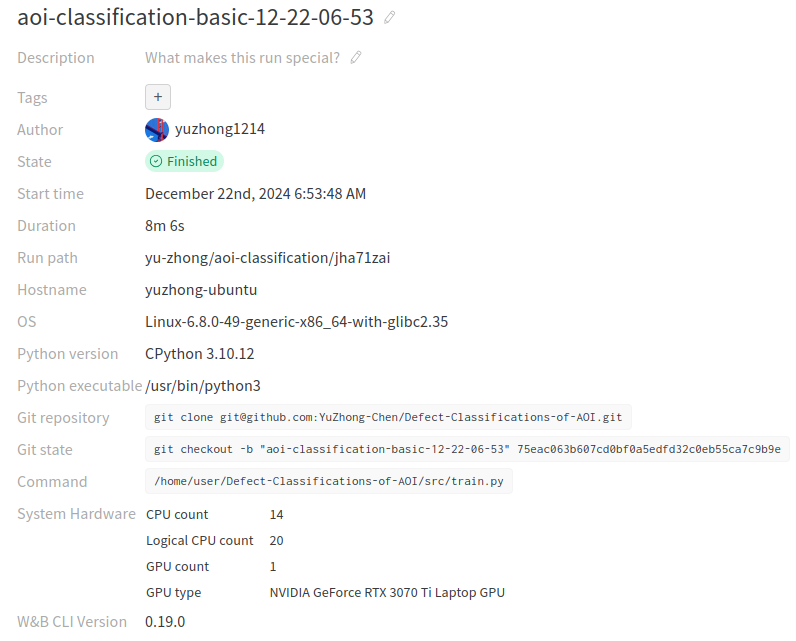 aoi-classification-basic-12-22-06-53
Description What makes this run special?
Tags +
Author yuzhong1214
State Finished
Start time December 22nd, 2024 6:53:48 AM
Duration 8m 6s
Run path yu-zhong/aoi-classification/jha71zai
Hostname yuzhong-ubuntu
OS Linux-6.8.0-49-generic-x86_64-with-glibc2.35
Python version CPython 3.10.12
Python executable /usr/bin/python3
Git repository git clone git@github.com:YuZhong-Chen/Defect-Classifications-of-AOI.git
Git state git checkout -b "aoi-classification-basic-12-22-06-53" 75eac063b607cd0bf0a5edfd32c0eb55ca7c9b9e
Command /home/user/Defect-Classifications-of-AOI/src/train.py
System Hardware CPU count 14
Logical CPU count 20
GPU count 1
GPU type NVIDIA GeForce RTX 3070 Ti Laptop GPU
W&B CLI Version 0.19.0